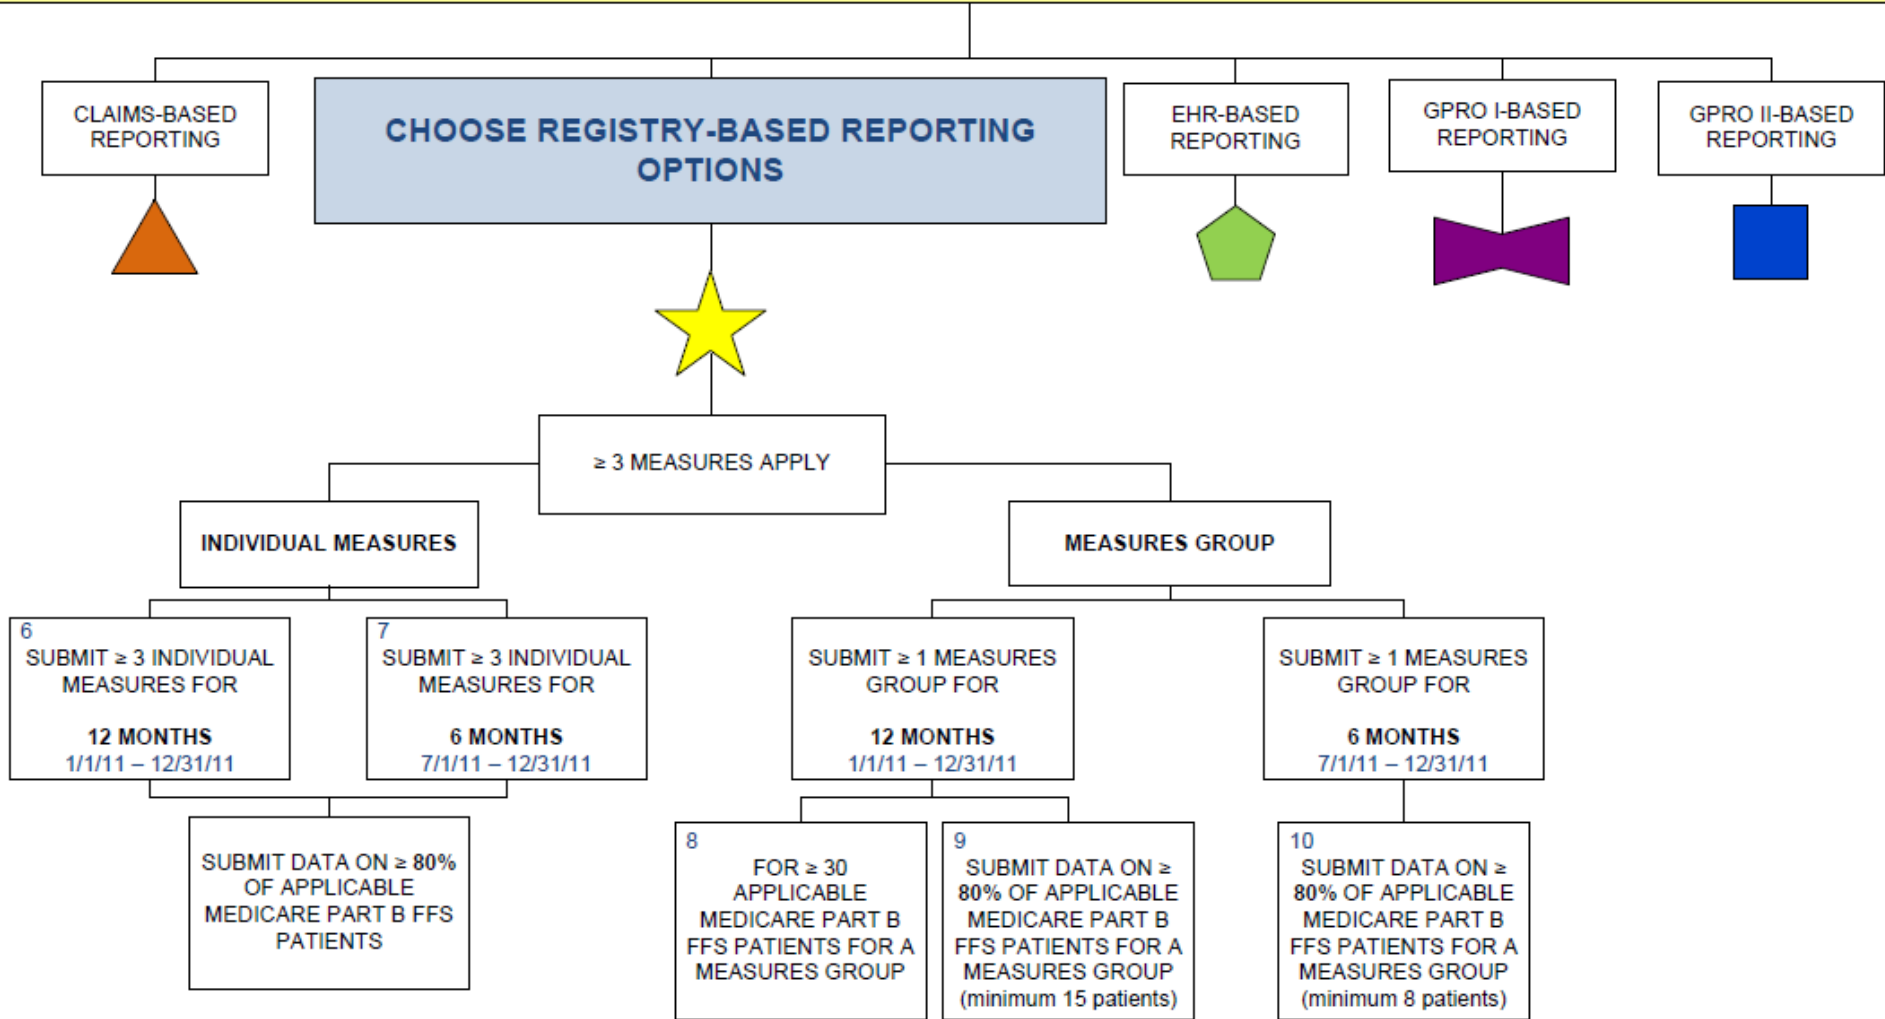 CLAIMS-BASED
REPORTING
CHOOSE REGISTRY-BASED REPORTING
OPTIONS
EHR-BASED
REPORTING
GPRO I-BASED
REPORTING
GPRO II-BASED
REPORTING
≥ 3 MEASURES APPLY
INDIVIDUAL MEASURES
MEASURES GROUP
6
SUBMIT ≥ 3 INDIVIDUAL
MEASURES FOR
12 MONTHS
1/1/11 – 12/31/11
7
SUBMIT ≥ 3 INDIVIDUAL
MEASURES FOR
6 MONTHS
7/1/11 – 12/31/11
SUBMIT ≥ 1 MEASURES
GROUP FOR
12 MONTHS
1/1/11 – 12/31/11
SUBMIT ≥ 1 MEASURES
GROUP FOR
6 MONTHS
7/1/11 – 12/31/11
SUBMIT DATA ON ≥ 80%
OF APPLICABLE
MEDICARE PART B FFS
PATIENTS
8
FOR ≥ 30
APPLICABLE
MEDICARE PART B
FFS PATIENTS FOR A
MEASURES GROUP
9
SUBMIT DATA ON ≥
80% OF APPLICABLE
MEDICARE PART B
FFS PATIENTS FOR A
MEASURES GROUP
(minimum 15 patients)
10
SUBMIT DATA ON ≥
80% OF APPLICABLE
MEDICARE PART B
FFS PATIENTS FOR A
MEASURES GROUP
(minimum 8 patients)